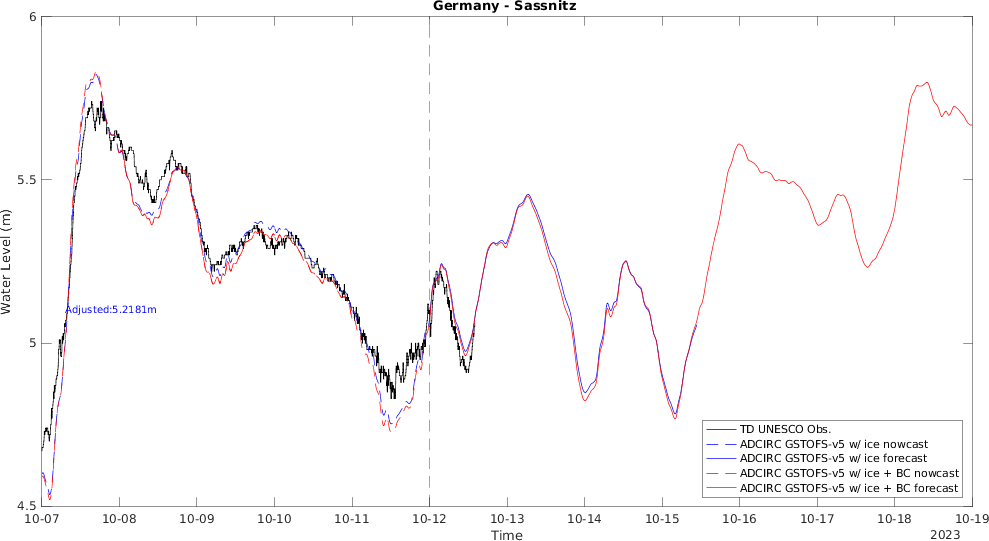 Germany - Sassnitz
6
5.5
5
4.5
Water Level (m)
Adjusted:5.2181m
TD UNESCO Obs.
ADCIRC GSTOFS-v5 w/ ice nowcast
ADCIRC GSTOFS-v5 w/ ice forecast
ADCIRC GSTOFS-v5 w/ ice + BC nowcast
ADCIRC GSTOFS-v5 w/ ice + BC forecast
10-07 10-08 10-09 10-10 10-11 10-12 10-13 10-14 10-15 10-16 10-17 10-18 10-19
Time
2023